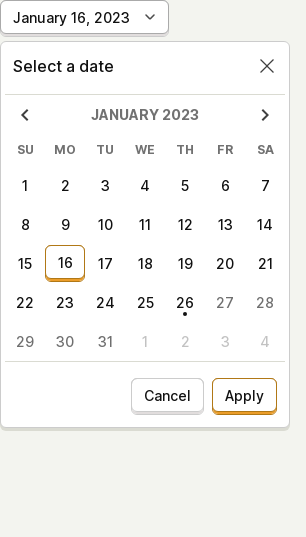 January 16, 2023
Select a date
JANUARY 2023
SU MO TU WE TH FR SA
1 2 3 4 5 6 7
8 9 10 11 12 13 14
15 16 17 18 19 20 21
22 23 24 25 26 27 28
29 30 31 1 2 3 4
Cancel Apply